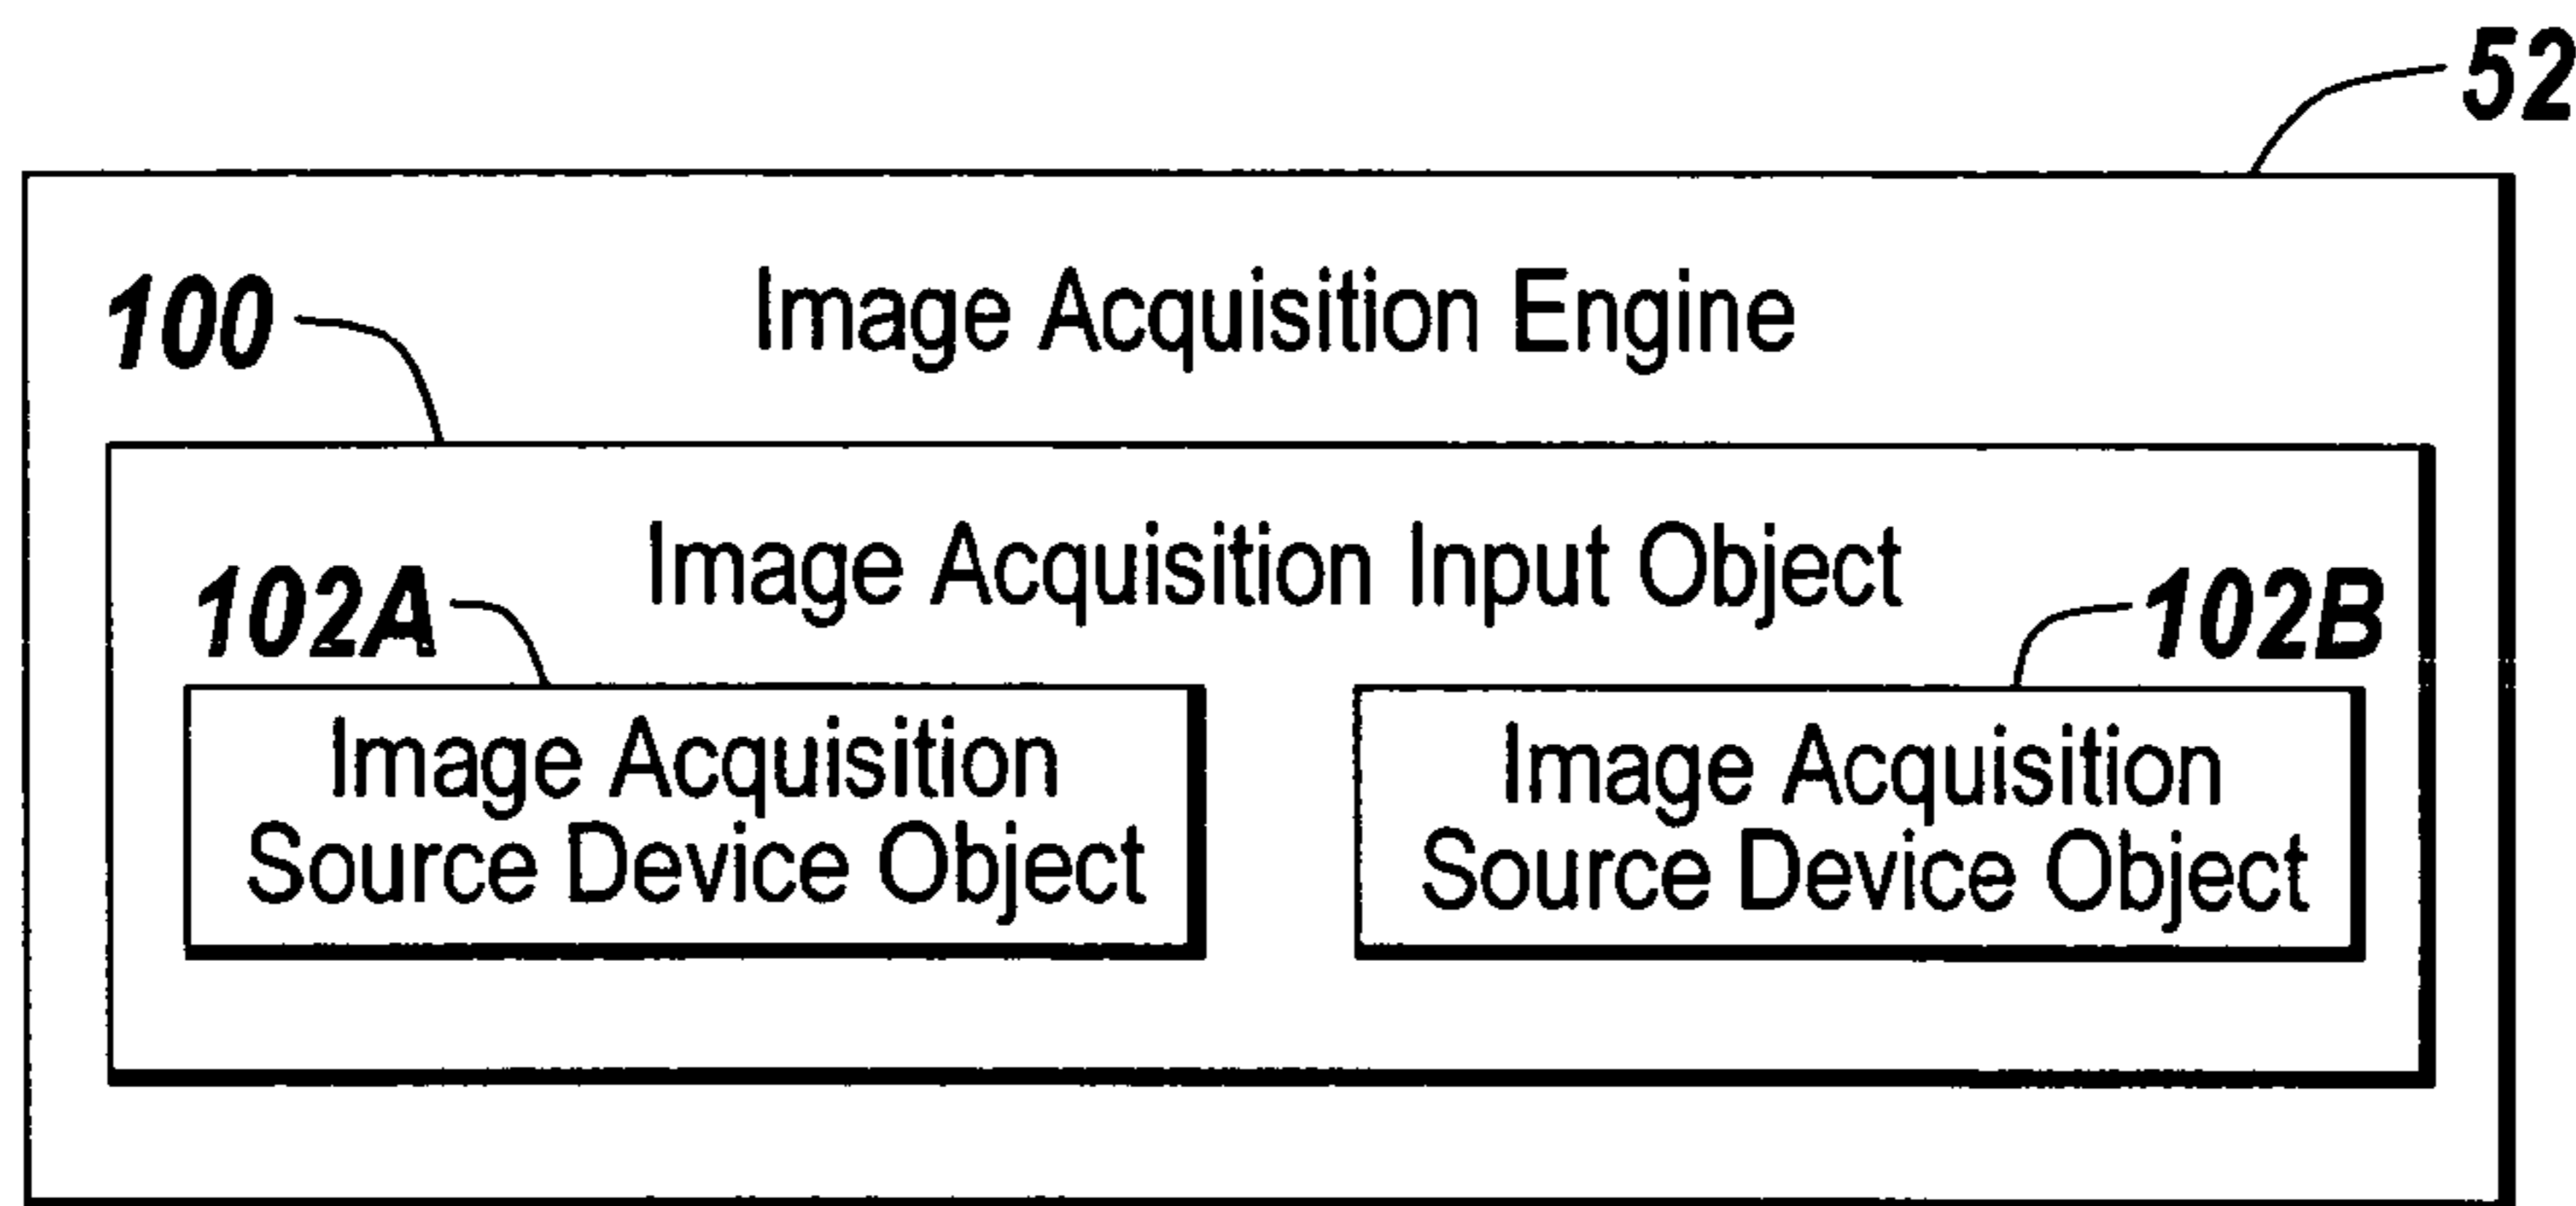 52
Image Acquisition Engine
100
Image Acquisition Input Object
102A
102B
Image Acquisition
Source Device Object
Image Acquisition
Source Device Object